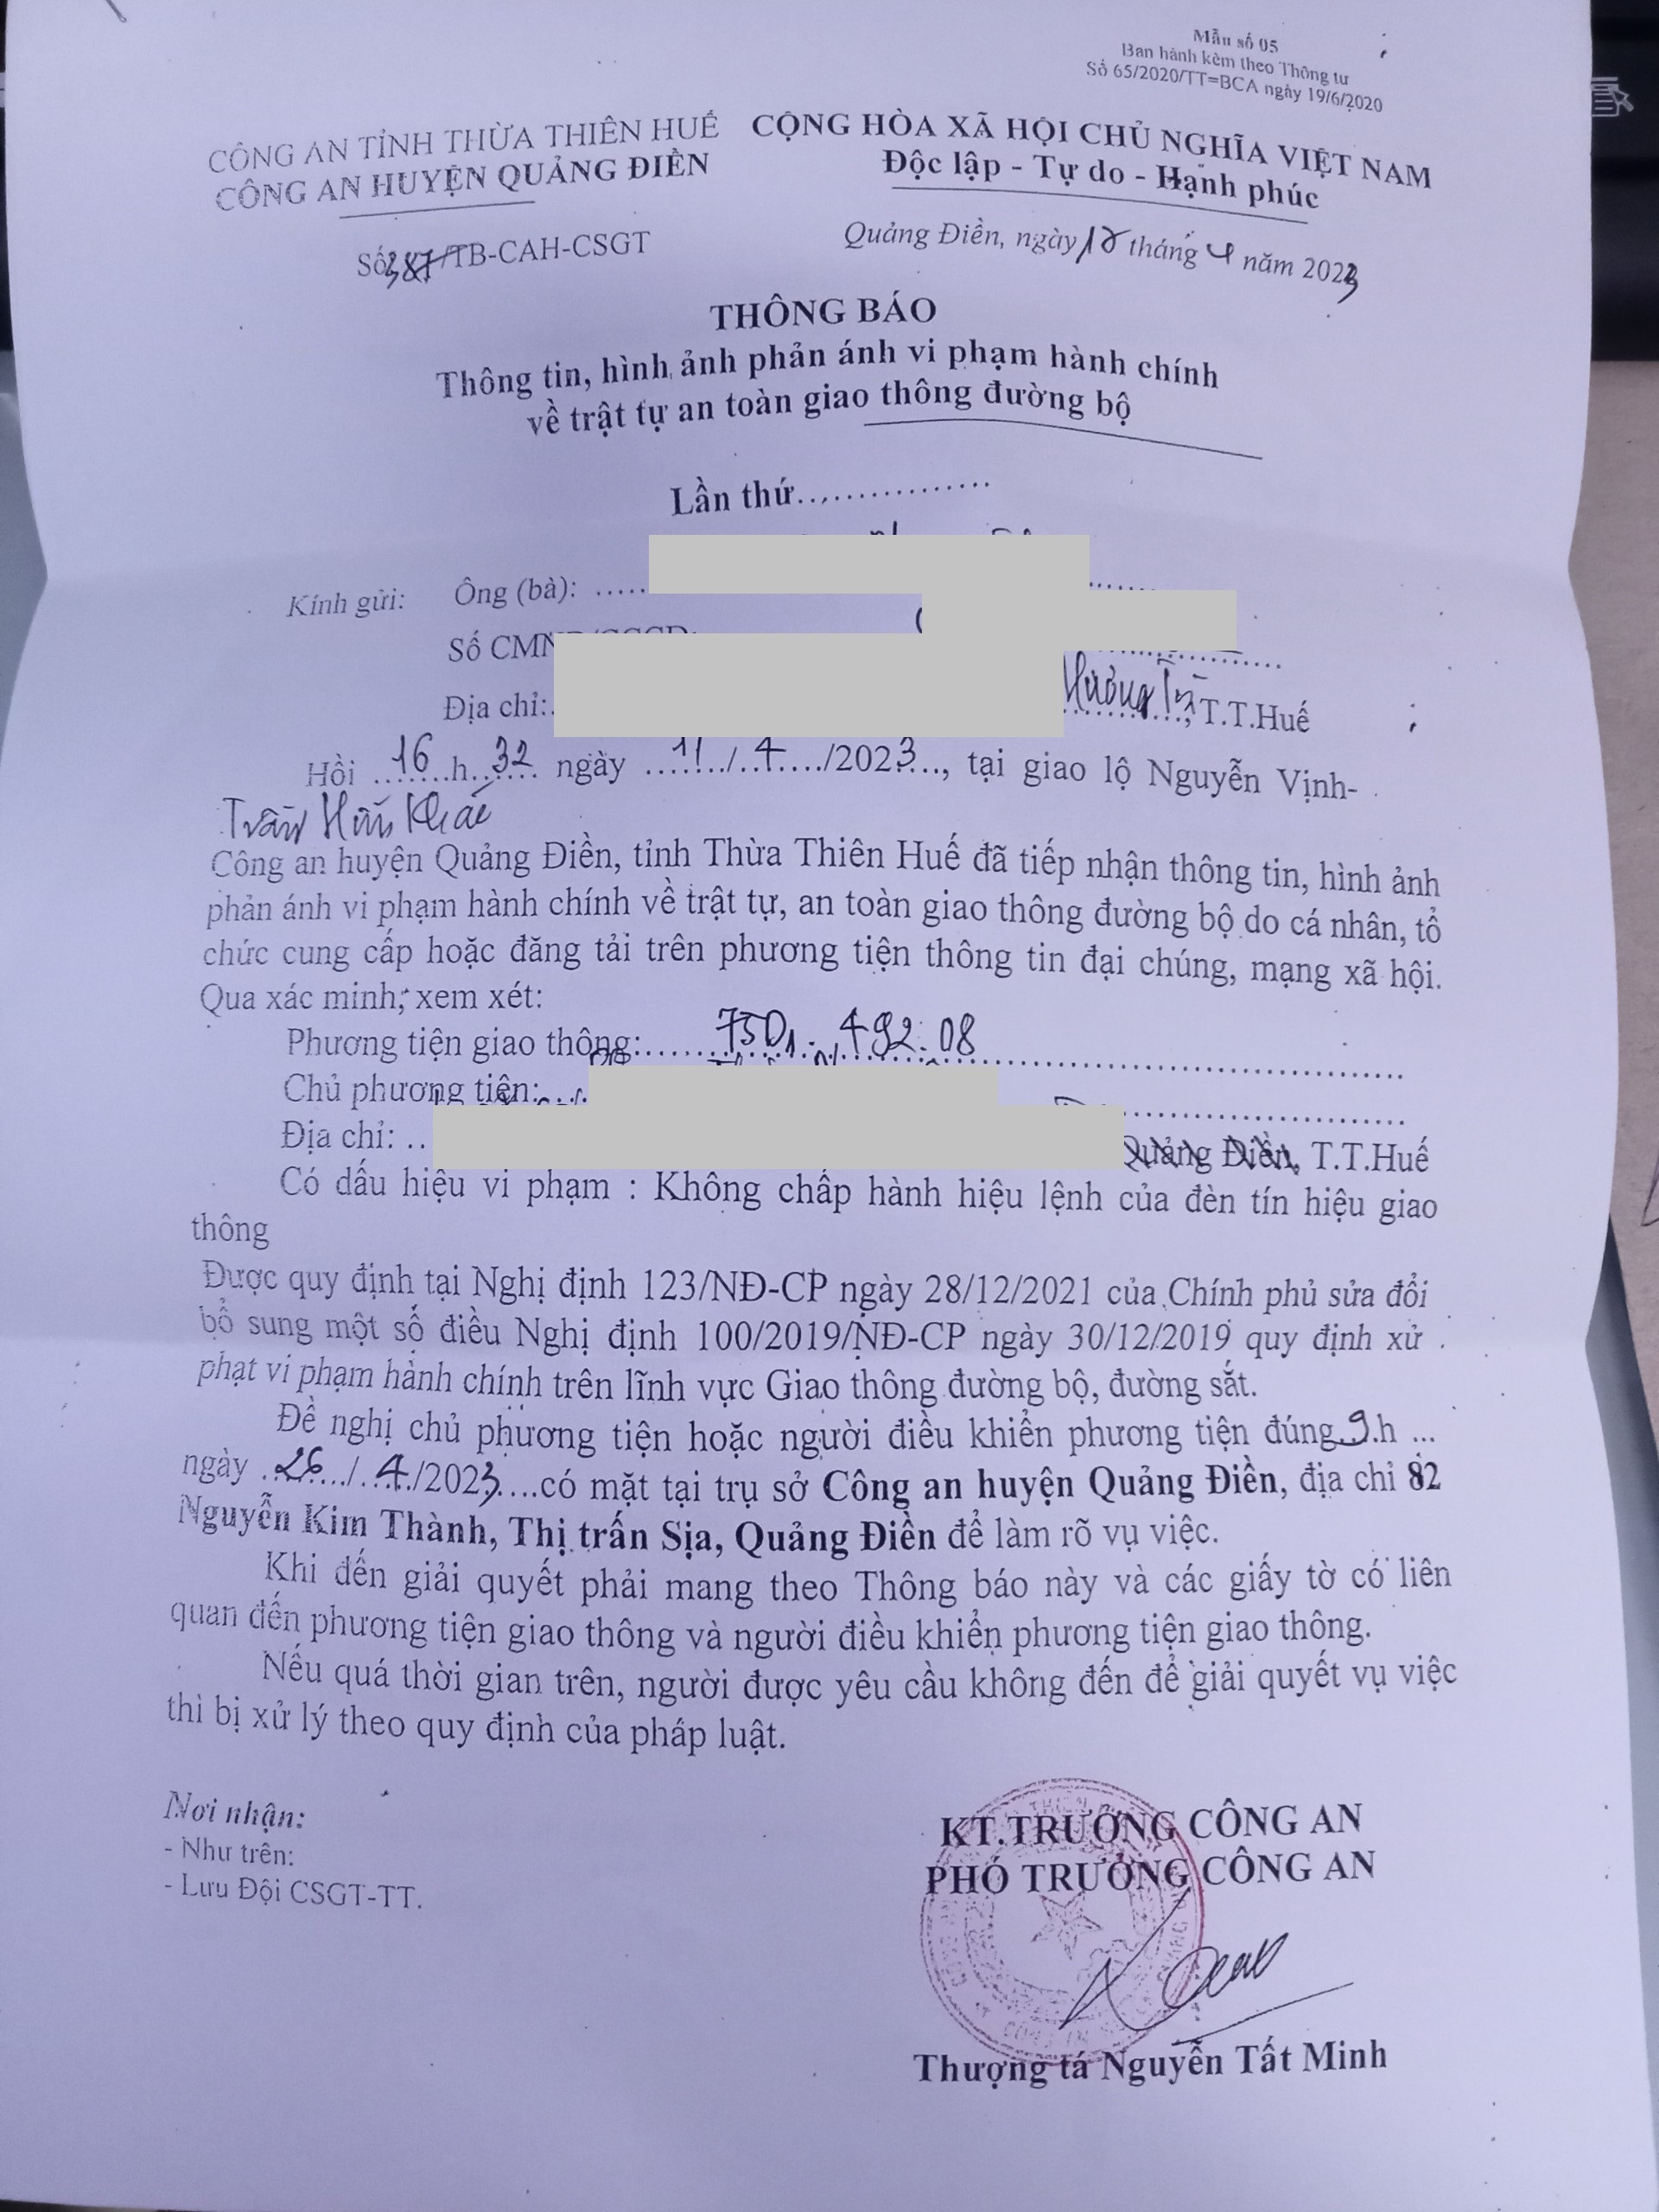 Mẫu số 05
Ban hành kèm theo Thông tư
Số 65/2020/TT=BCA ngày 19/6/2020
CÔNG AN TỈNH THỪA THIÊN HUẾ
CÔNG AN HUYỆN QUẢNG ĐIỀN
CỘNG HÒA XÃ HỘI CHỦ NGHĨA VIỆT NAM
Độc lập - Tự do - Hạnh phúc
Số 387/TB-CAH-CSGT
Quảng Điền, ngày 18 tháng 4 năm 2023
THÔNG BÁO
Thông tin, hình ảnh phản ánh vi phạm hành chính
về trật tự an toàn giao thông đường bộ
Lần thứ................
Kính gửi: Ông (bà): .....
Số
Địa chỉ: Hương Trà, T.T.Huế
Hồi 16 h 32 ngày 11/4/2023, tại giao lộ Nguyễn Vịnh-
Trần Hữu Khác
Công an huyện Quảng Điền, tỉnh Thừa Thiên Huế đã tiếp nhận thông tin, hình ảnh
phản ánh vi phạm hành chính về trật tự, an toàn giao thông đường bộ do cá nhân, tổ
chức cung cấp hoặc đăng tải trên phương tiện thông tin đại chúng, mạng xã hội.
Qua xác minh, xem xét:
Phương tiện giao thông: 75D1. 492.08
Chủ phương tiện:
Địa chỉ: .. Quảng Điền, T.T.Huế
Có dấu hiệu vi phạm : Không chấp hành hiệu lệnh của đèn tín hiệu giao
thông
Được quy định tại Nghị định 123/NĐ-CP ngày 28/12/2021 của Chính phủ sửa đổi
bổ sung một số điều Nghị định 100/2019/NĐ-CP ngày 30/12/2019 quy định xử
phạt vi phạm hành chính trên lĩnh vực Giao thông đường bộ, đường sắt.
Đề nghị chủ phương tiện hoặc người điều khiển phương tiện đúng 9.h ...
ngày 26/4/2023....có mặt tại trụ sở Công an huyện Quảng Điền, địa chỉ 82
Nguyễn Kim Thành, Thị trấn Sịa, Quảng Điền để làm rõ vụ việc.
Khi đến giải quyết phải mang theo Thông báo này và các giấy tờ có liên
quan đến phương tiện giao thông và người điều khiển phương tiện giao thông.
Nếu quá thời gian trên, người được yêu cầu không đến để giải quyết vụ việc
thì bị xử lý theo quy định của pháp luật.
Nơi nhận:
- Như trên:
- Lưu Đội CSGT-TT.
KT.TRƯỞNG CÔNG AN
PHÓ TRƯỞNG CÔNG AN
Thượng tá Nguyễn Tất Minh